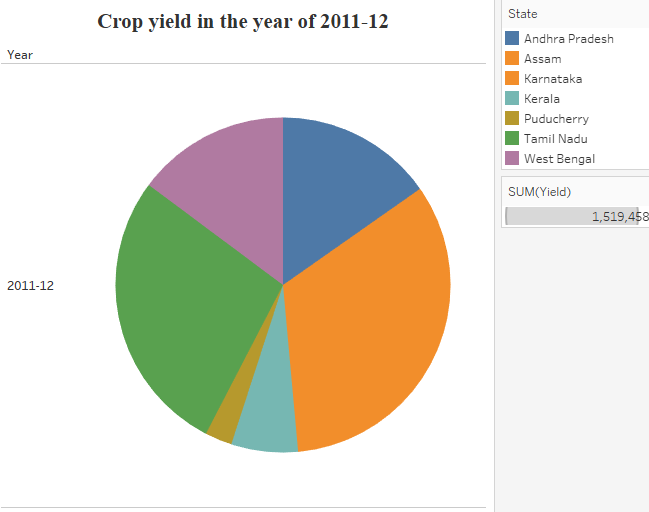 Crop yield in the year of 2011-12
Year
2011-12
State
Andhra Pradesh
Assam
Karnataka
Kerala
Puducherry
Tamil Nadu
West Bengal
SUM(Yield)
1,519,458